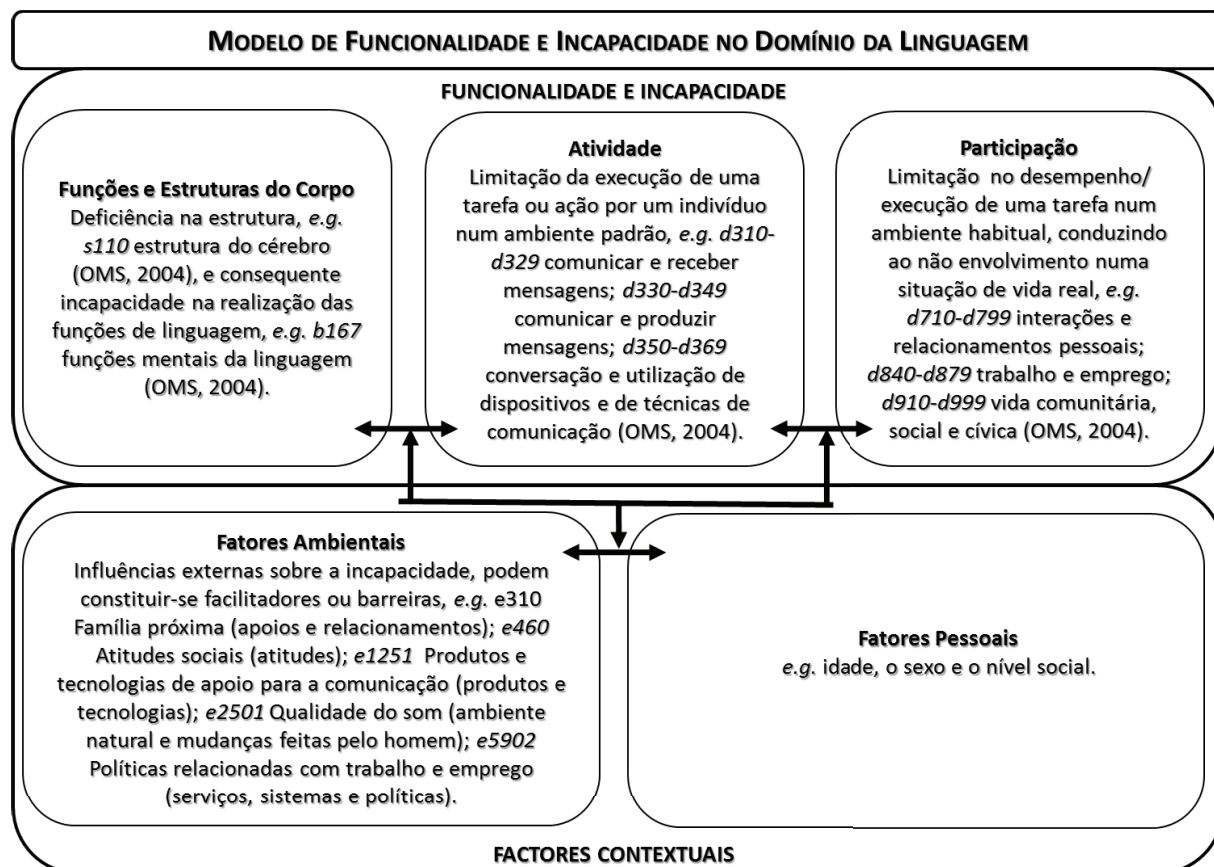 MODELO DE FUNCIONALIDADE E INCAPACIDADE NO DOMÍNIO DA LINGUAGEM
FUNCIONALIDADE E INCAPACIDADE
Funções e Estruturas do Corpo
Deficiência na estrutura, e.g.
s110 estrutura do cérebro
(OMS, 2004), e consequente
incapacidade na realização das
funções de linguagem, e.g. b167
funções mentais da linguagem
(OMS, 2004).
Atividade
Limitação da execução de uma
tarefa ou ação por um indivíduo
num ambiente padrão, e.g. d310-
d329 comunicar e receber
mensagens; d330-d349
comunicar e produzir
mensagens; d350-d369
conversação e utilização de
dispositivos e de técnicas de
comunicação (OMS, 2004).
Participação
Limitação no desempenho/
execução de uma tarefa num
ambiente habitual, conduzindo
ao não envolvimento numa
situação de vida real, e.g.
d710-d799 interações e
relacionamentos pessoais;
d840-d879 trabalho e emprego;
d910-d999 vida comunitária,
social e cívica (OMS, 2004).
Fatores Ambientais
Influências externas sobre a incapacidade, podem
constituir-se facilitadores ou barreiras, e.g. e310
Família próxima (apoios e relacionamentos); e460
Atitudes sociais (atitudes); e1251 Produtos e
tecnologias de apoio para a comunicação (produtos e
tecnologias); e2501 Qualidade do som (ambiente
natural e mudanças feitas pelo homem); e5902
Políticas relacionadas com trabalho e emprego
(serviços, sistemas e políticas).
Fatores Pessoais
e.g. idade, o sexo e o nível social.
FACTORES CONTEXTUAIS